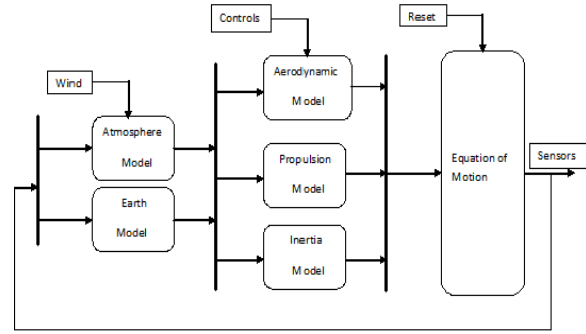 Controls
Reset
Wind
Aerodynamic
Model
Atmosphere
Model
Propulsion
Model
Equation of
Motion
Sensors
Earth
Model
Inertia
Model